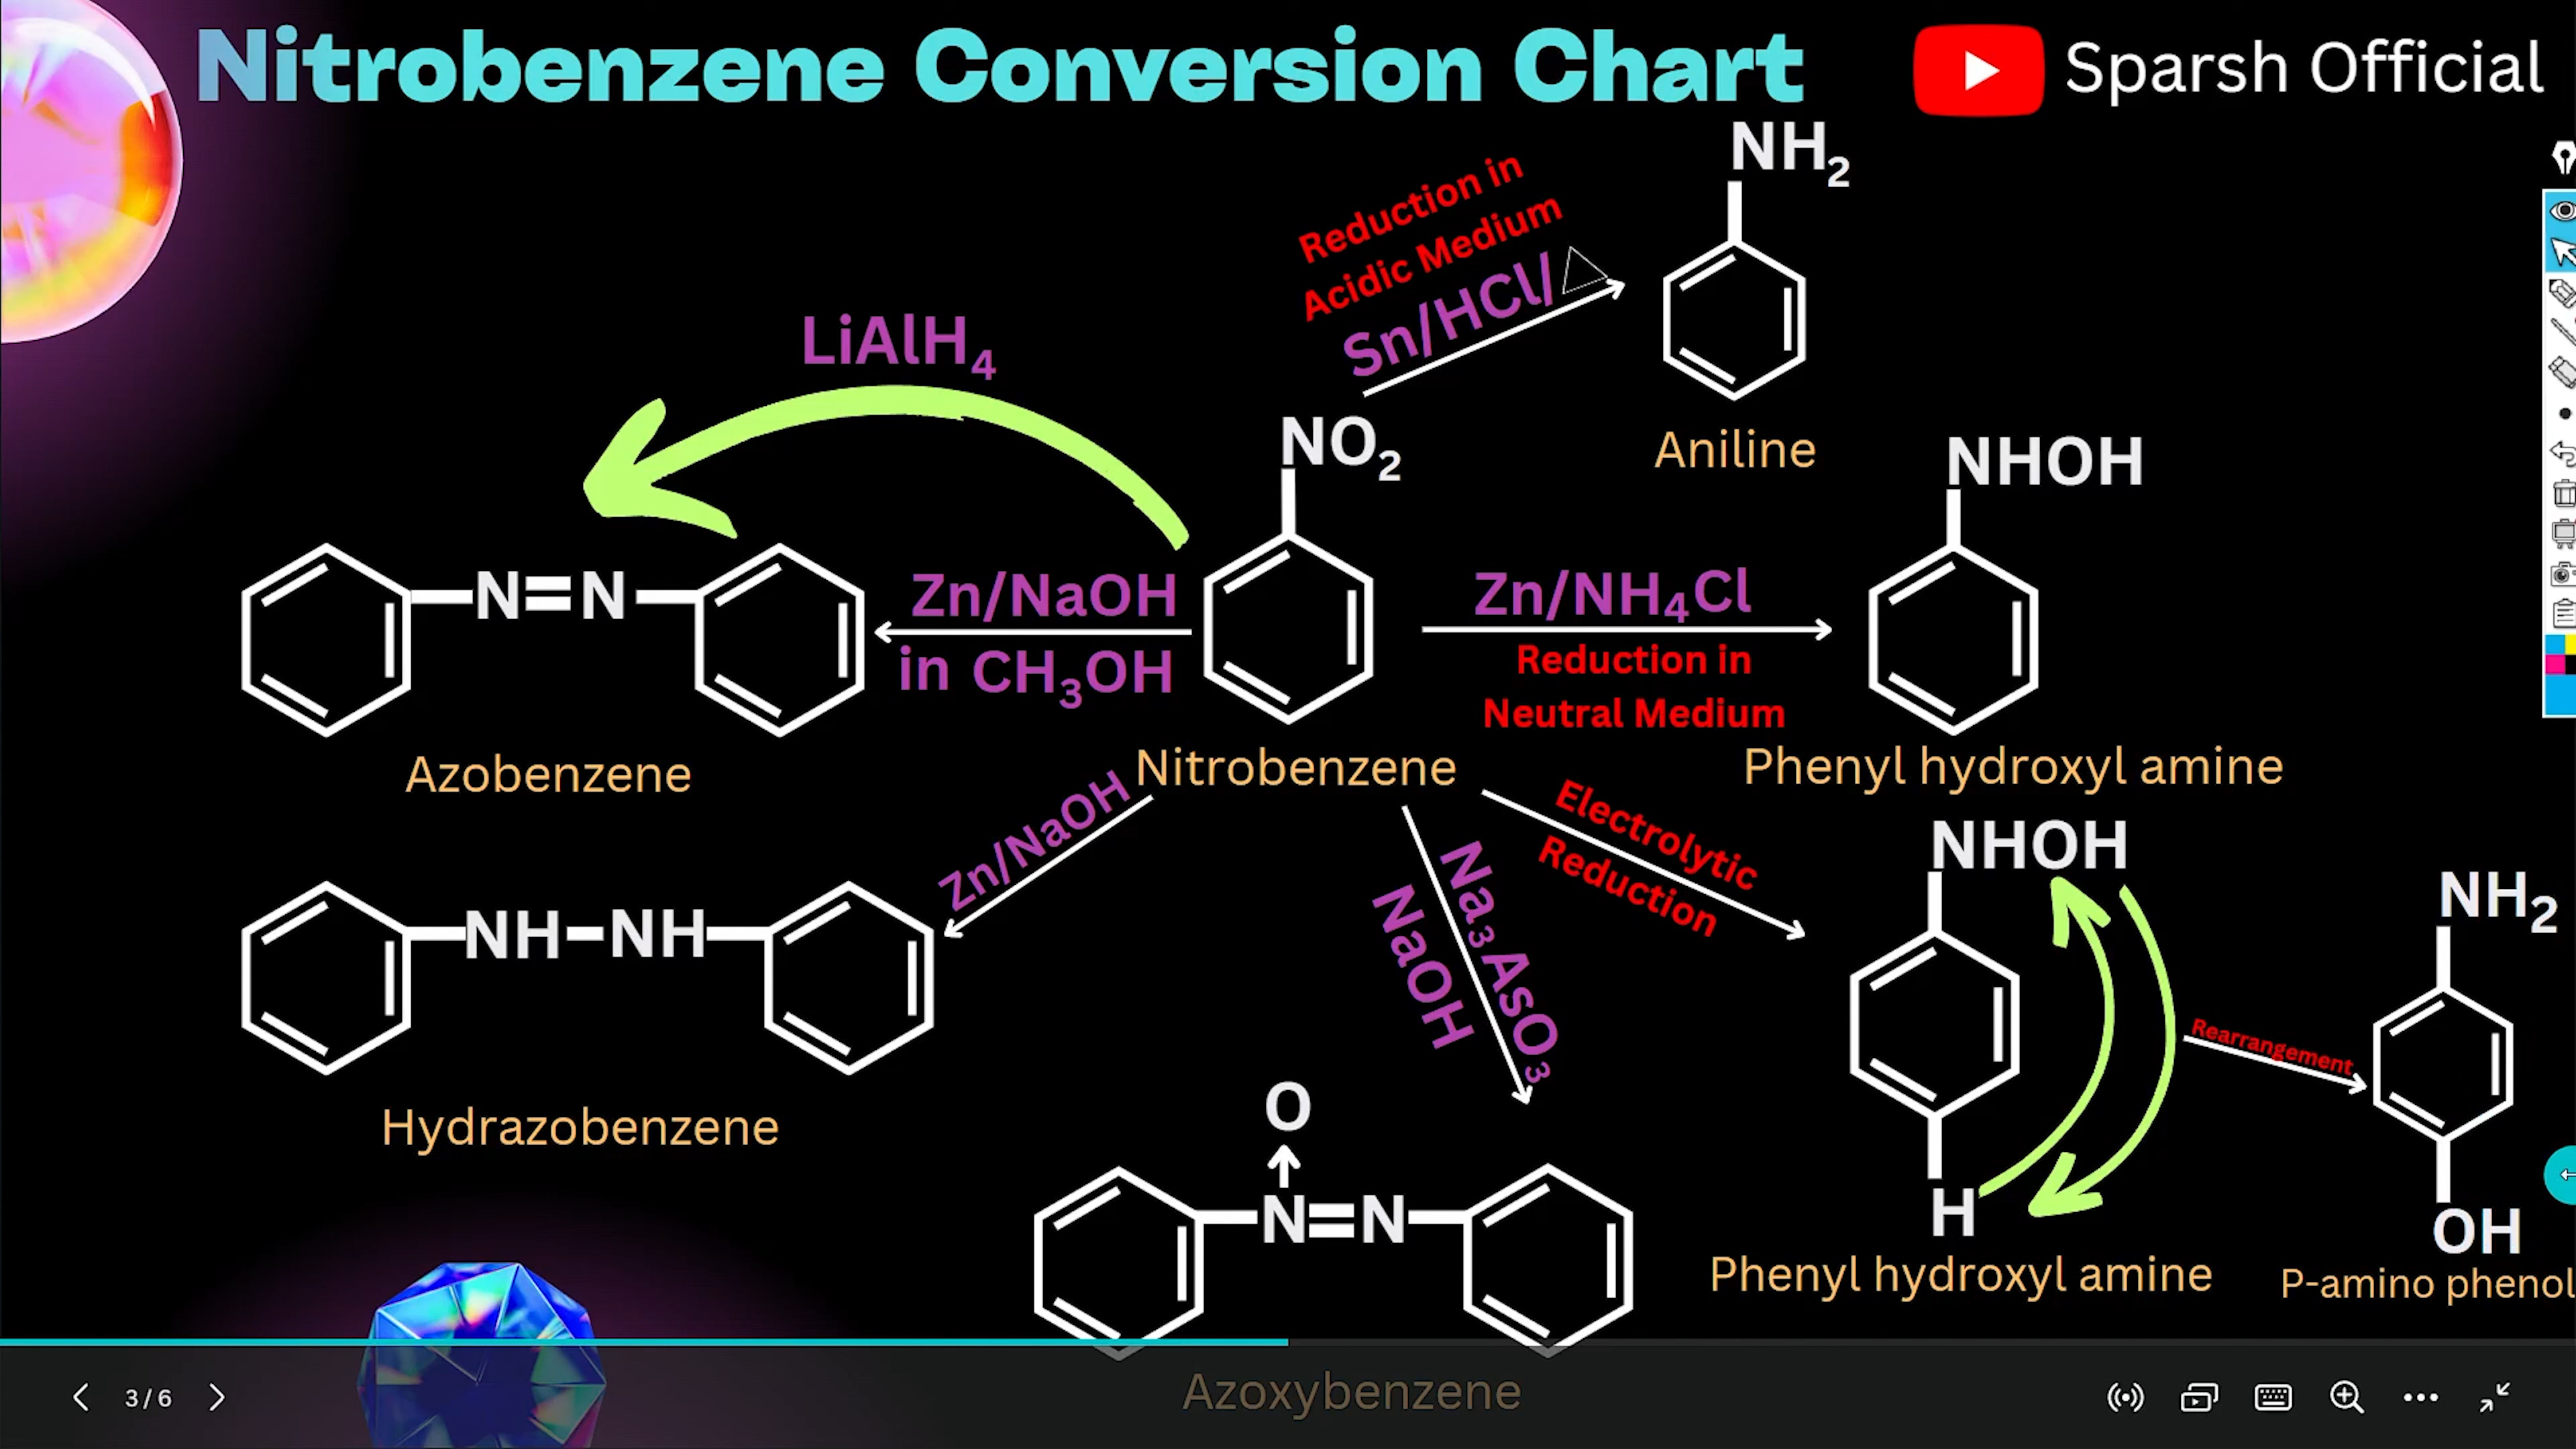 Nitrobenzene Conversion Chart
Sparsh Official
NH₂
Reduction in
Acidic Medium
Sn/HCl/△
Aniline
LiAlH₄
NO₂
NHOH
N=N
Zn/NaOH
in CH₃OH
Zn/NH₄Cl
Reduction in
Neutral Medium
Azobenzene
Nitrobenzene
Phenyl hydroxyl amine
Zn/NaOH
NH-NH
Hydrazobenzene
Na₃AsO₃
NaOH
Electrolytic
Reduction
NHOH
H
Phenyl hydroxyl amine
Rearrangement
NH₂
OH
P-amino phenol
O
N=N
Azoxybenzene
3/6